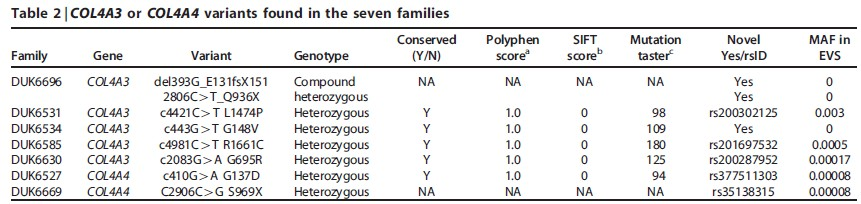 Table 2 | COL4A3 or COL4A4 variants found in the seven families
Family Gene Variant Genotype Conserved (Y/N) Polyphen scoreᵃ SIFT scoreᵇ Mutation tasterᶜ Novel Yes/rsID MAF in EVS
DUK6696 COL4A3 del393G_E131fsX151 Compound NA NA NA NA Yes 0
2806C>T_Q936X heterozygous Yes 0
DUK6531 COL4A3 c4421C>T L1474P Heterozygous Y 1.0 0 98 rs200302125 0.003
DUK6534 COL4A3 c443G>T G148V Heterozygous Y 1.0 0 109 Yes 0
DUK6585 COL4A3 c4981C>T R1661C Heterozygous Y 1.0 0 180 rs201697532 0.0005
DUK6630 COL4A3 c2083G>A G695R Heterozygous Y 1.0 0 125 rs200287952 0.00017
DUK6527 COL4A4 c410G>A G137D Heterozygous Y 1.0 0 94 rs377511303 0.00008
DUK6669 COL4A4 C2906C>G S969X Heterozygous NA NA NA NA rs35138315 0.00008